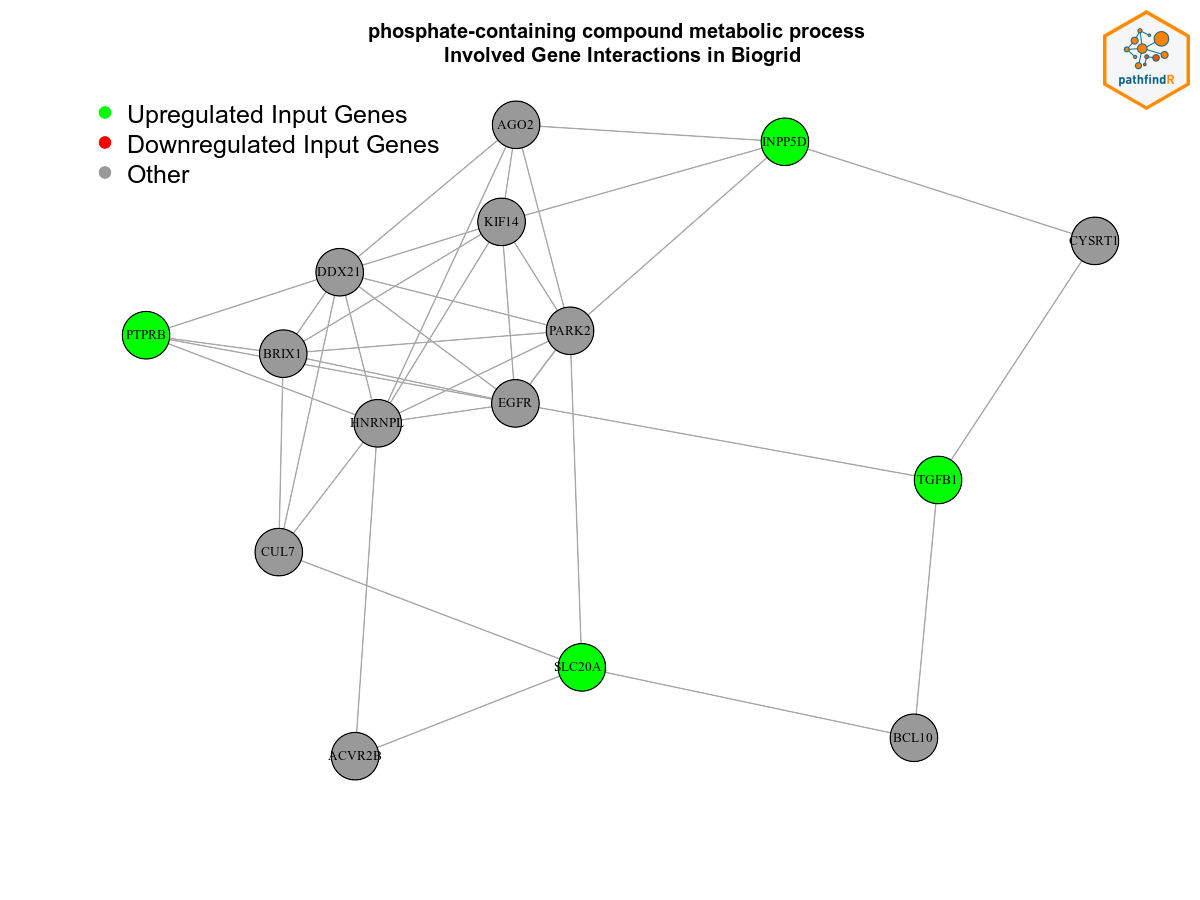 phosphate-containing compound metabolic process
Involved Gene Interactions in Biogrid
pathfindR
Upregulated Input Genes
Downregulated Input Genes
Other
AGO2
INPP5D
KIF14
CYSRT1
DDX21
PTPRB
PARK2
BRIX1
EGFR
HNRNPL
TGFB1
CUL7
SLC20A
BCL10
ACVR2B